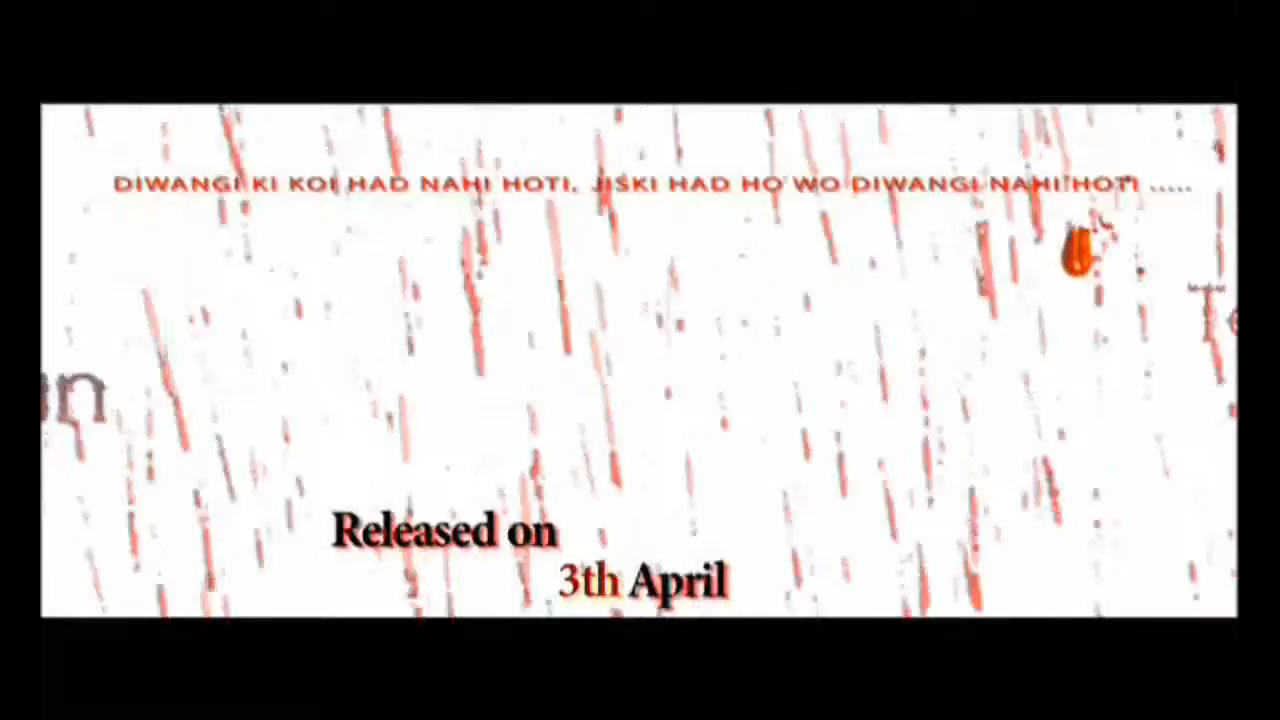 DIWANGI KI KOI HAD NAHI HOTI, JISKI HAD HO WO DIWANGI NAHI HOTI .....
Released on
3th April